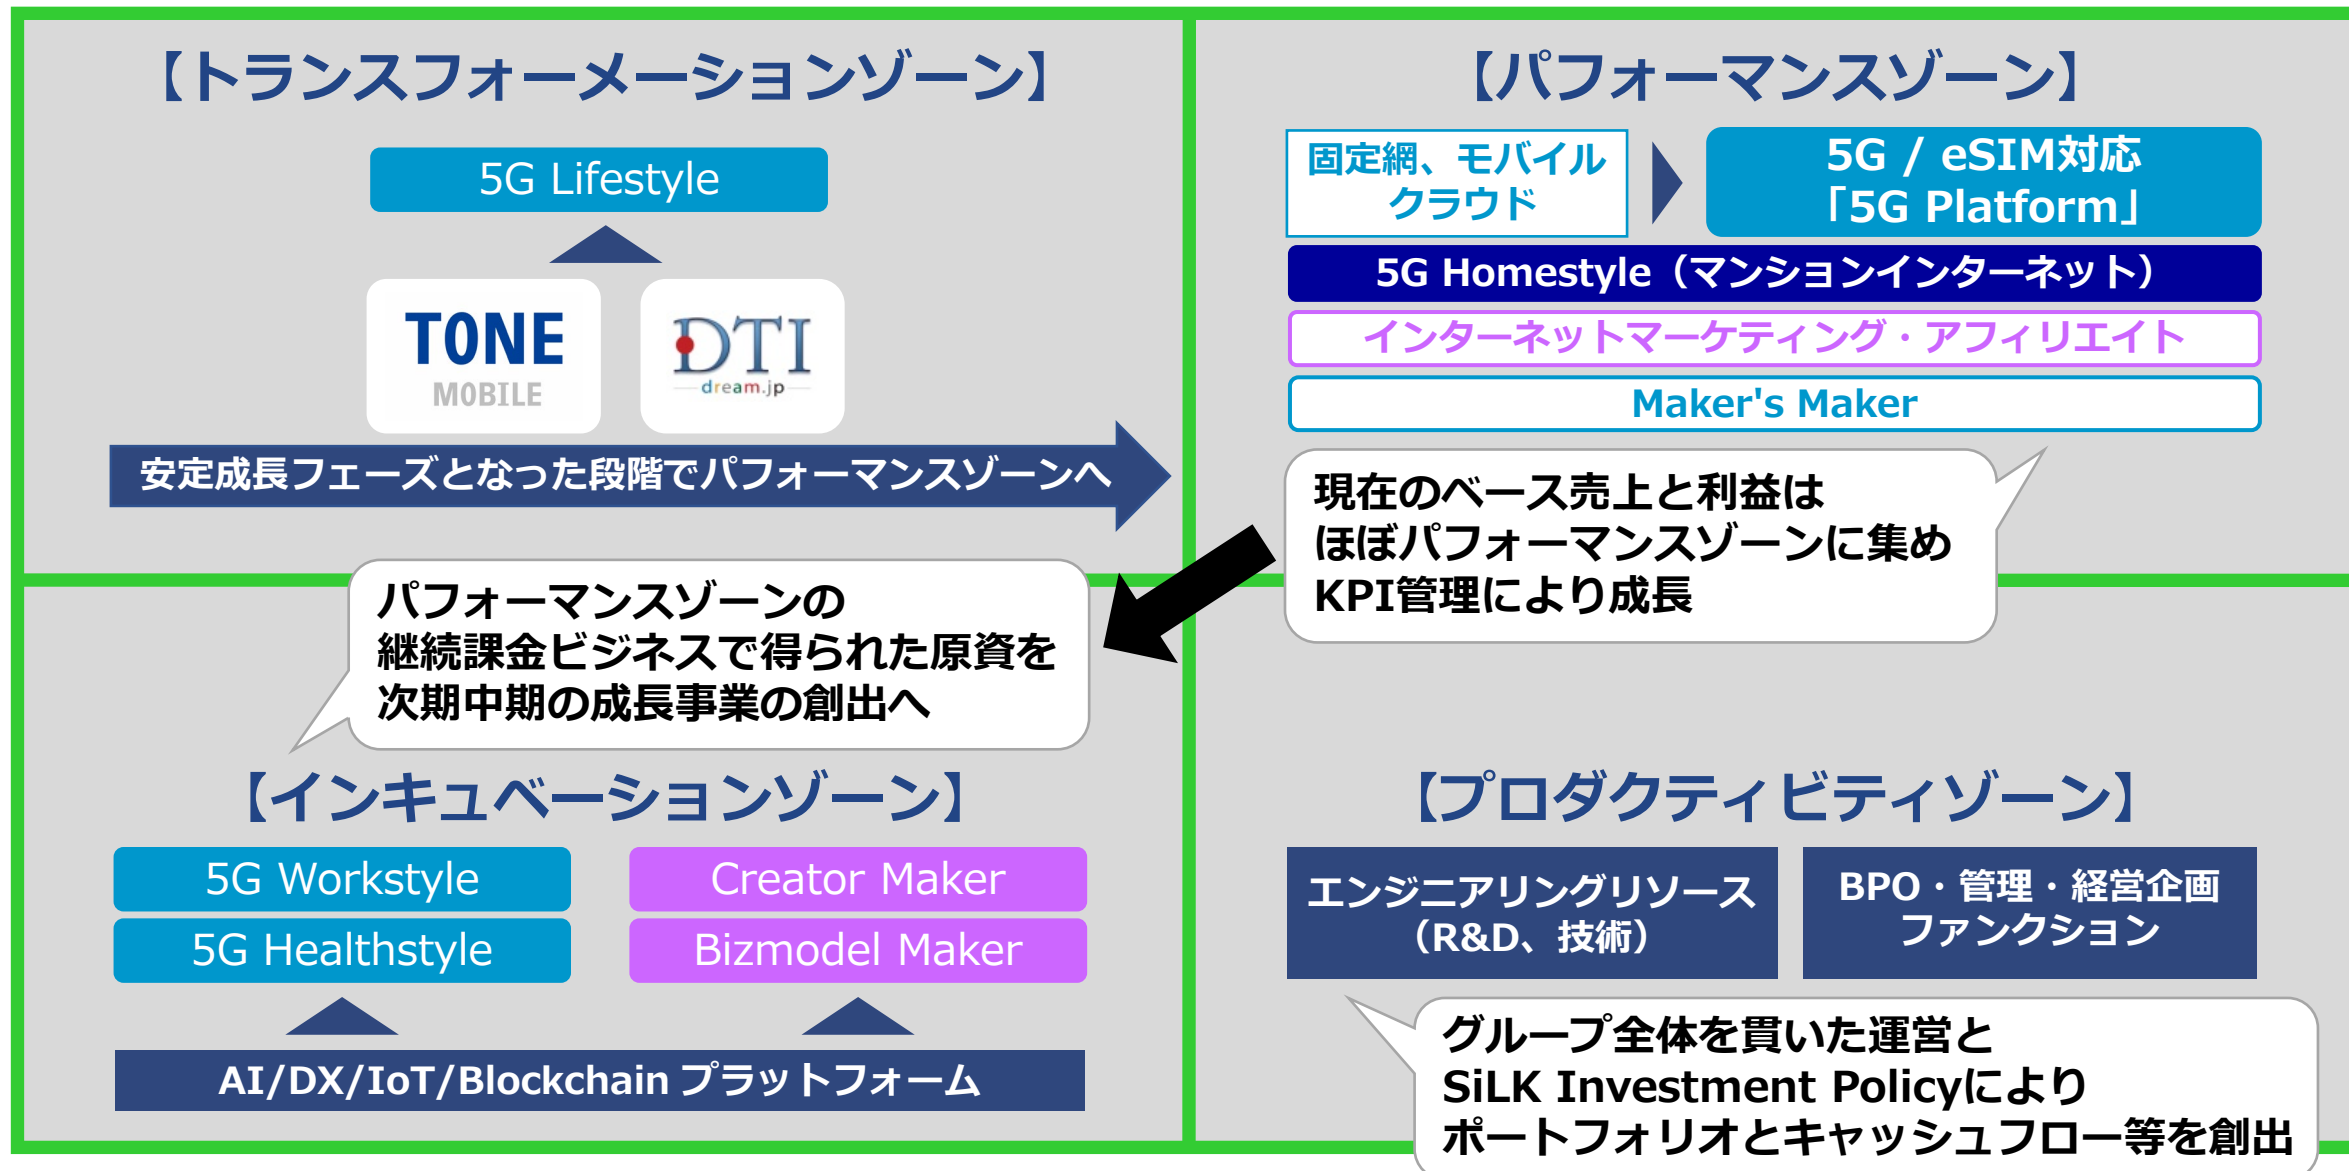 【トランスフォーメーションゾーン】
5G Lifestyle
TONE
MOBILE
DTI
dream.jp
安定成長フェーズとなった段階でパフォーマンスゾーンへ
【パフォーマンスゾーン】
固定網、モバイル
クラウド
5G / eSIM対応
「5G Platform」
5G Homestyle（マンションインターネット）
インターネットマーケティング・アフィリエイト
Maker's Maker
現在のベース売上と利益は
ほぼパフォーマンスゾーンに集め
KPI管理により成長
パフォーマンスゾーンの
継続課金ビジネスで得られた原資を
次期中期の成長事業の創出へ
【インキュベーションゾーン】
5G Workstyle
Creator Maker
5G Healthstyle
Bizmodel Maker
AI/DX/IoT/Blockchain プラットフォーム
【プロダクティビティゾーン】
エンジニアリングリソース
（R&D、技術）
BPO・管理・経営企画
ファンクション
グループ全体を貫いた運営と
SiLK Investment Policyにより
ポートフォリオとキャッシュフロー等を創出